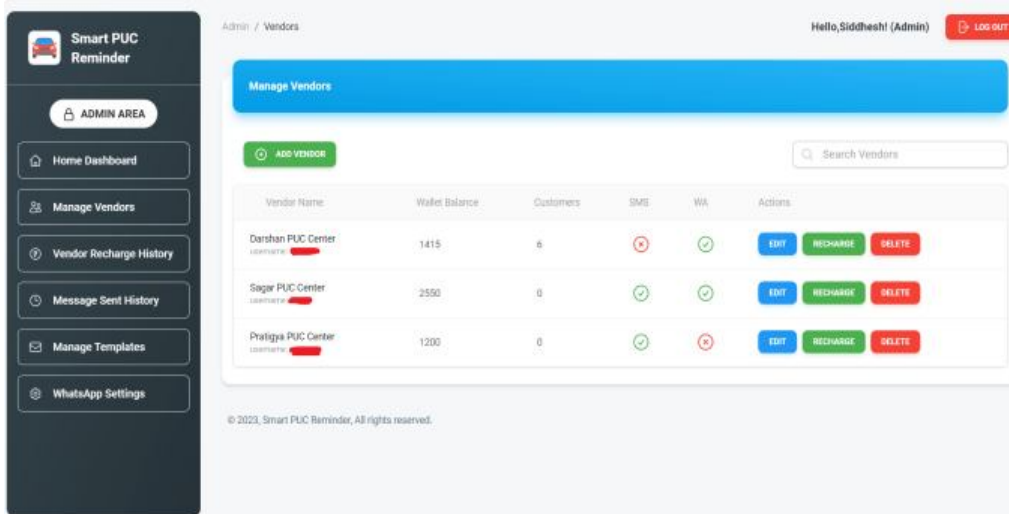 Smart PUC
Reminder
ADMIN AREA
Home Dashboard
Manage Vendors
Vendor Recharge History
Message Sent History
Manage Templates
WhatsApp Settings
Admin / Vendors
Hello,Siddhesh! (Admin)
LOG OUT
Manage Vendors
ADD VENDOR
Search Vendors
Vendor Name Wallet Balance Customers SMS WA Actions
Darshan PUC Center
username:
1415 6 EDIT RECHARGE DELETE
Sagar PUC Center
username:
2550 0 EDIT RECHARGE DELETE
Pratigya PUC Center
username:
1200 0 EDIT RECHARGE DELETE
© 2023, Smart PUC Reminder, All rights reserved.